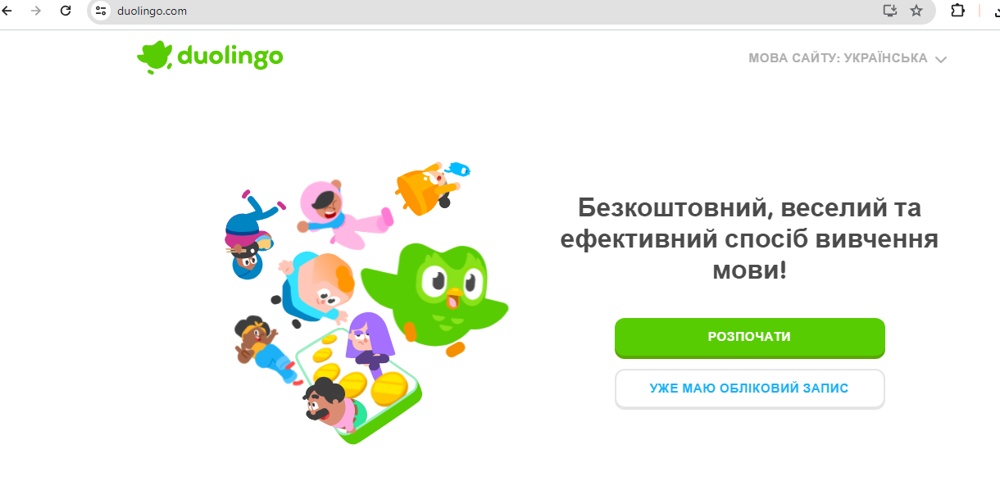 duolingo.com
duolingo
МОВА САЙТУ: УКРАЇНСЬКА
Безкоштовний, веселий та
ефективний спосіб вивчення
мови!
РОЗПОЧАТИ
УЖЕ МАЮ ОБЛІКОВИЙ ЗАПИС